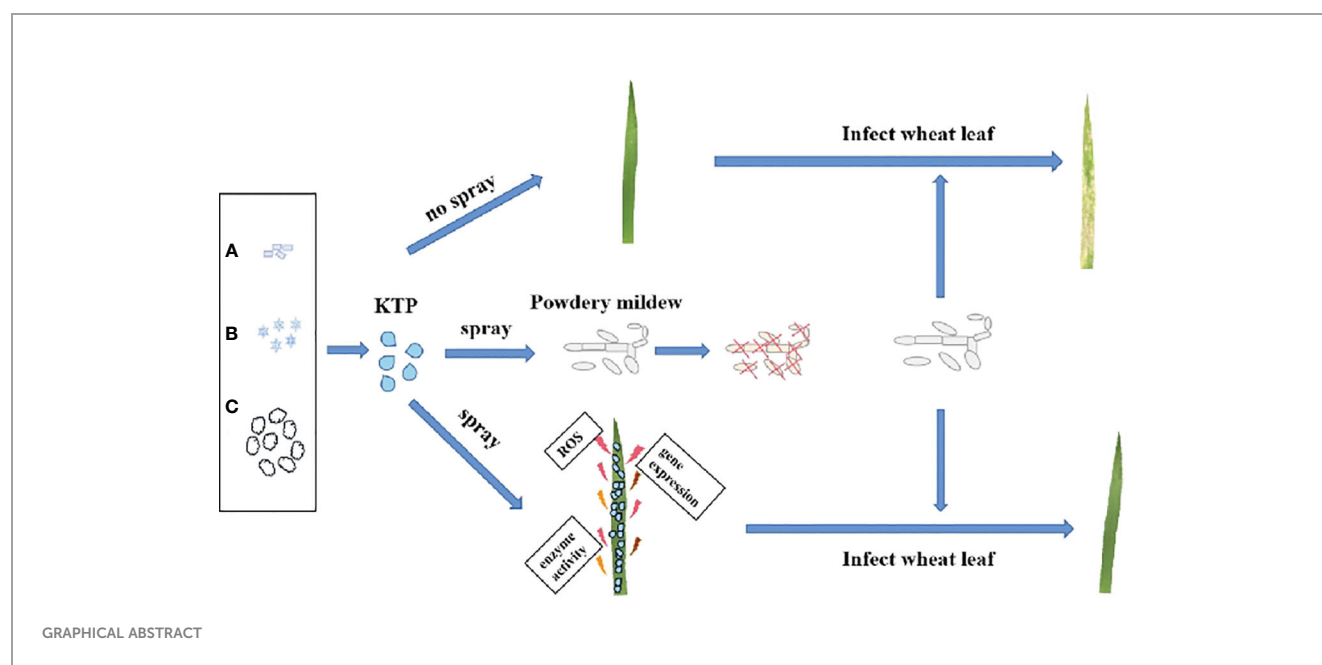 Infect wheat leaf
no spray
A
KTP
Powdery mildew
B
spray
C
spray
ROS
gene
expression
enzyme
activity
Infect wheat leaf
GRAPHICAL ABSTRACT